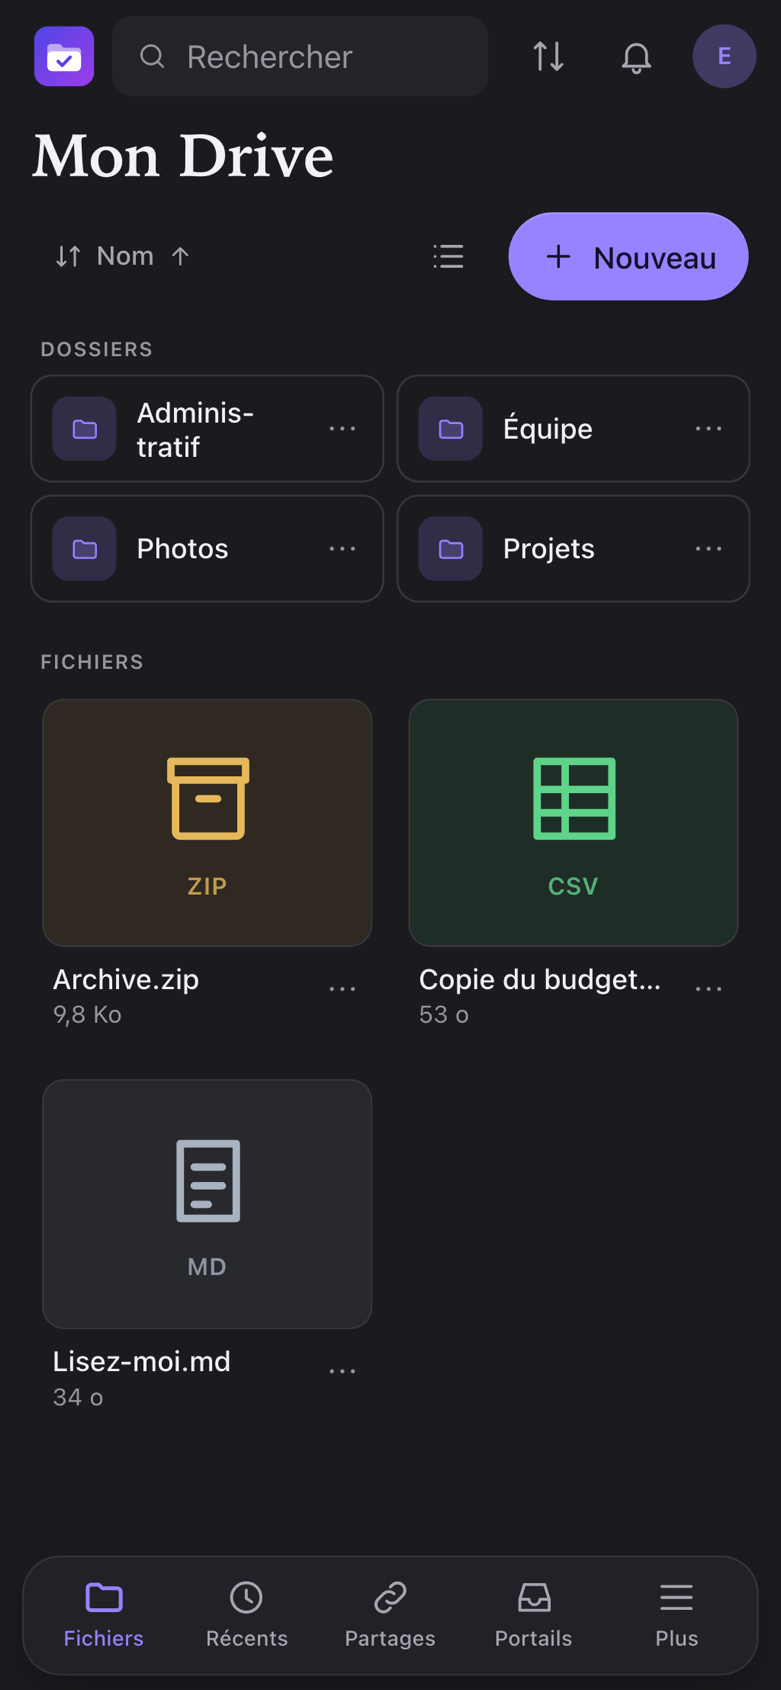 Rechercher
E
Mon Drive
Nom
Nouveau
DOSSIERS
Adminis-
tratif
Équipe
Photos
Projets
FICHIERS
ZIP
CSV
Archive.zip
Copie du budget...
9,8 Ko
53 o
MD
Lisez-moi.md
34 o
Fichiers
Récents
Partages
Portails
Plus